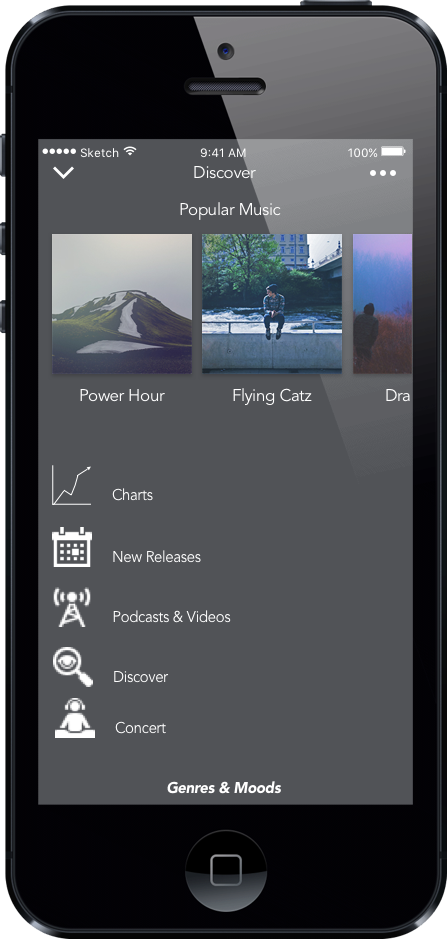 Sketch 9:41 AM 100%
Discover
Popular Music
Power Hour Flying Catz Dra
Charts
New Releases
Podcasts & Videos
Discover
Concert
Genres & Moods